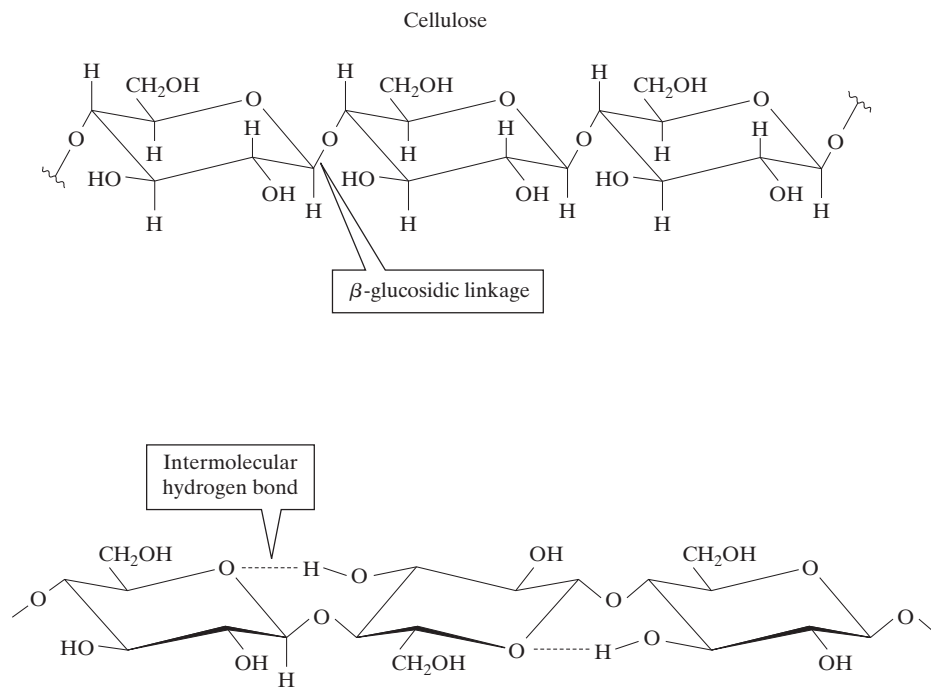 Cellulose
H H H
CH₂OH O CH₂OH O CH₂OH O
H H H
O O O O
H H H
HO OH HO OH HO OH
H H H H H H
β-glucosidic linkage
Intermolecular
hydrogen bond
CH₂OH O H O OH CH₂OH O
O O O O
HO OH CH₂OH O H O OH
H